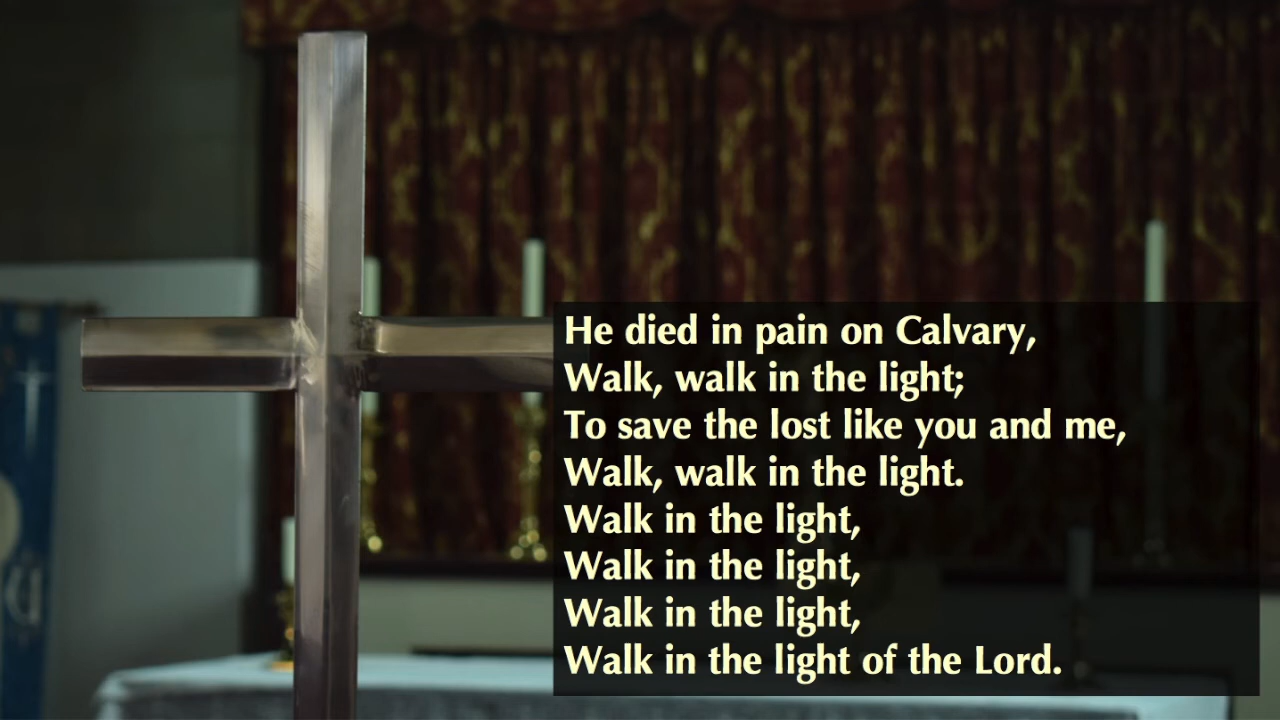 He died in pain on Calvary,
Walk, walk in the light;
To save the lost like you and me,
Walk, walk in the light.
Walk in the light,
Walk in the light,
Walk in the light,
Walk in the light of the Lord.